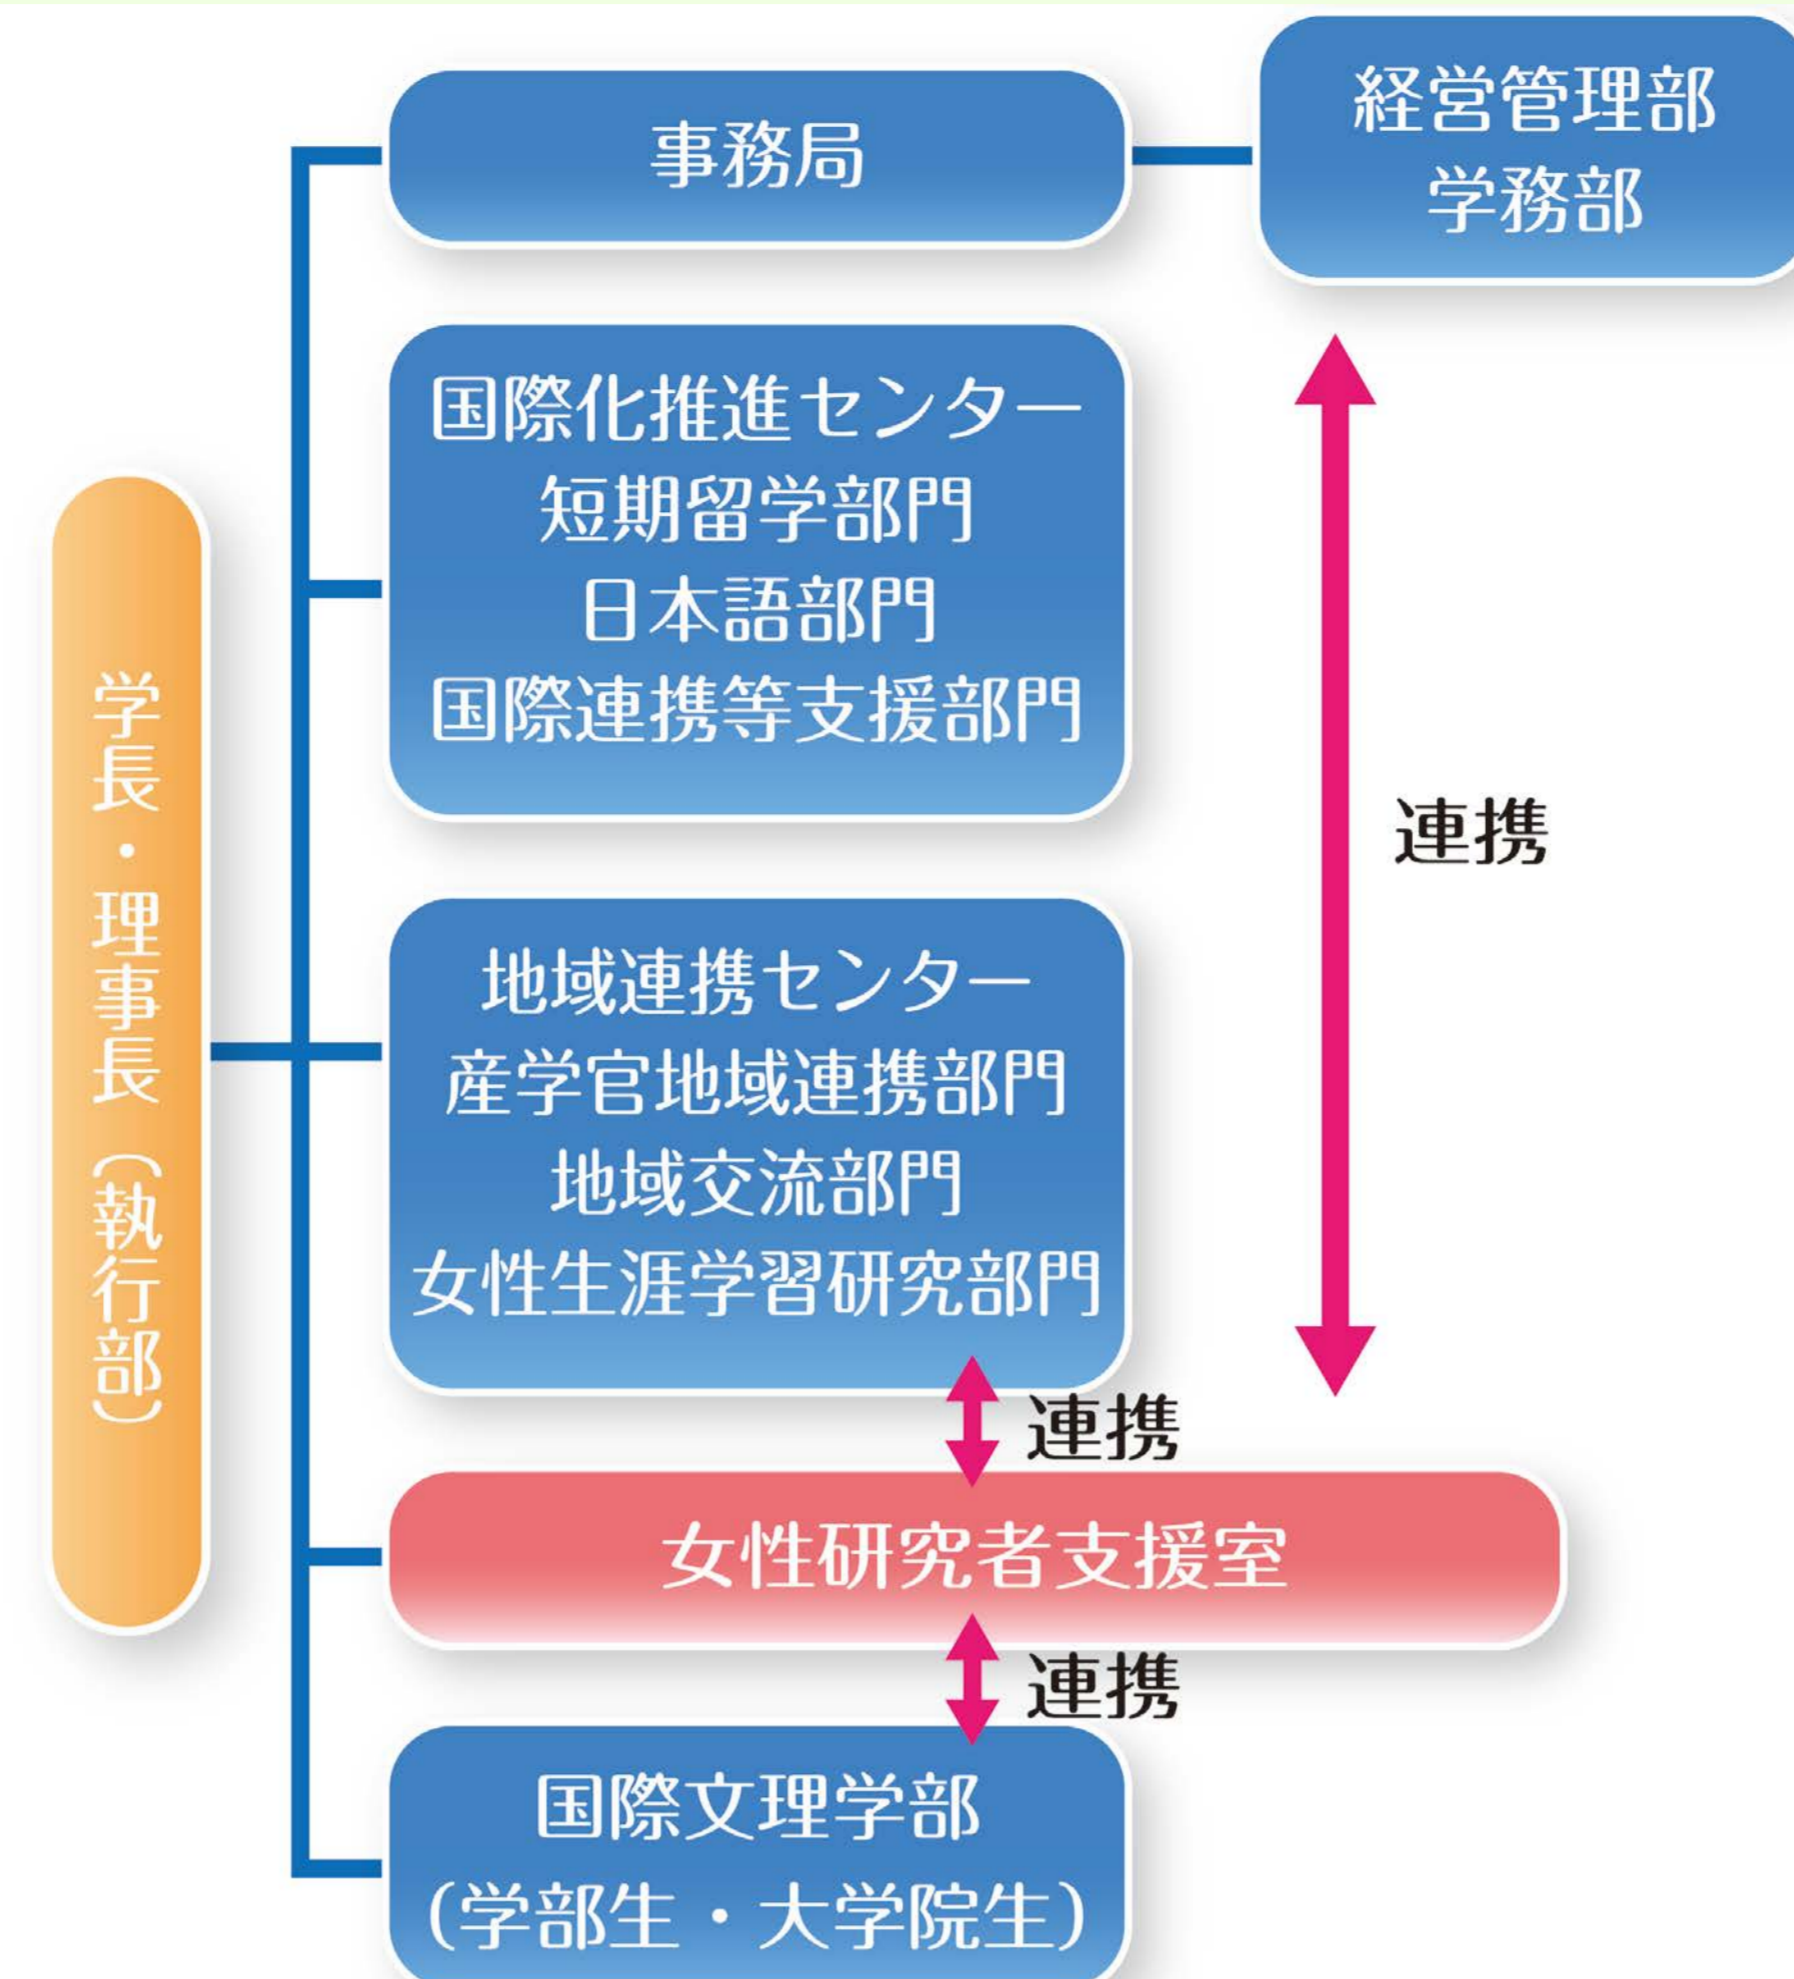 事務局
経営管理部
学務部
国際化推進センター
短期留学部門
日本語部門
国際連携等支援部門
連携
学長・理事長（執行部）
地域連携センター
産学官地域連携部門
地域交流部門
女性生涯学習研究部門
連携
女性研究者支援室
連携
国際文理学部
(学部生・大学院生)